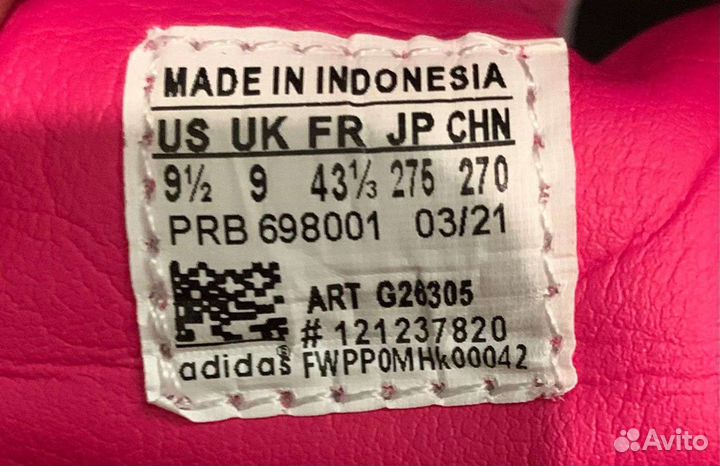 MADE IN INDONESIA
US UK FR JP CHN
9½ 9 43⅓ 275 270
PRB 698001 03/21
ART G26305
# 121237820
adidas® FWPP0MHk00042
Avito